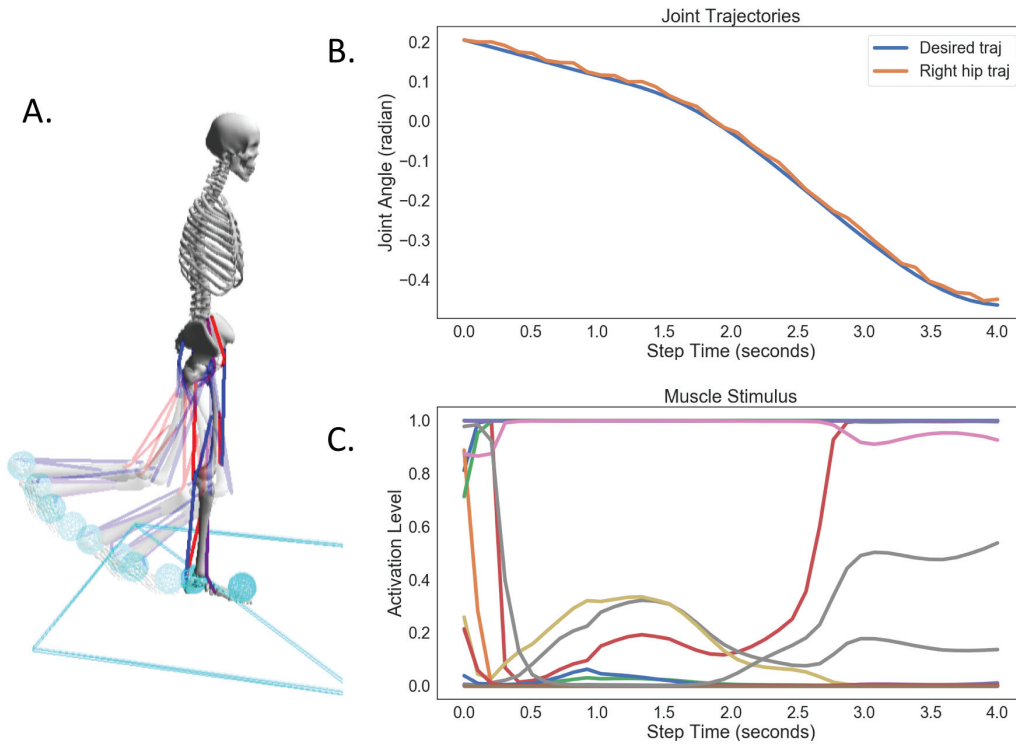 A.
B.
Joint Trajectories
Desired traj
Right hip traj
Joint Angle (radian)
0.2
0.1
0.0
−0.1
−0.2
−0.3
−0.4
0.0 0.5 1.0 1.5 2.0 2.5 3.0 3.5 4.0
Step Time (seconds)
C.
Muscle Stimulus
Activation Level
1.0
0.8
0.6
0.4
0.2
0.0
0.0 0.5 1.0 1.5 2.0 2.5 3.0 3.5 4.0
Step Time (seconds)